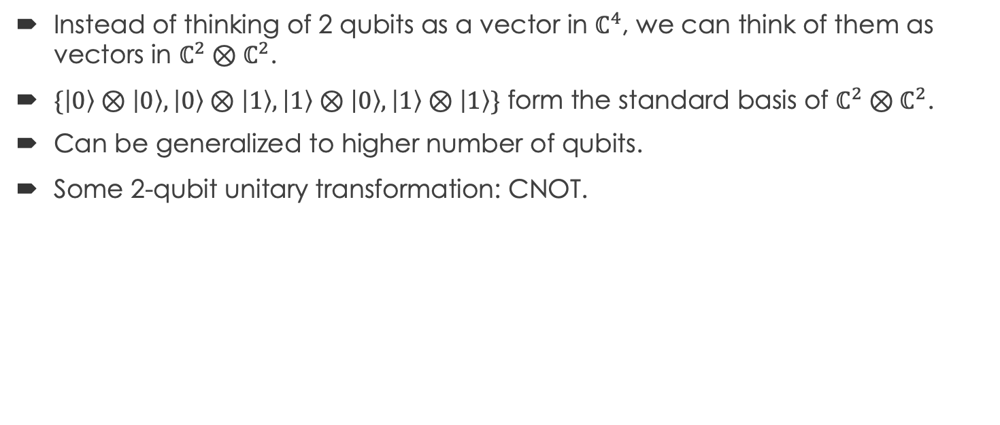 Instead of thinking of 2 qubits as a vector in ℂ⁴, we can think of them as
vectors in ℂ² ⊗ ℂ².
{|0⟩ ⊗ |0⟩, |0⟩ ⊗ |1⟩, |1⟩ ⊗ |0⟩, |1⟩ ⊗ |1⟩} form the standard basis of ℂ² ⊗ ℂ².
Can be generalized to higher number of qubits.
Some 2-qubit unitary transformation: CNOT.